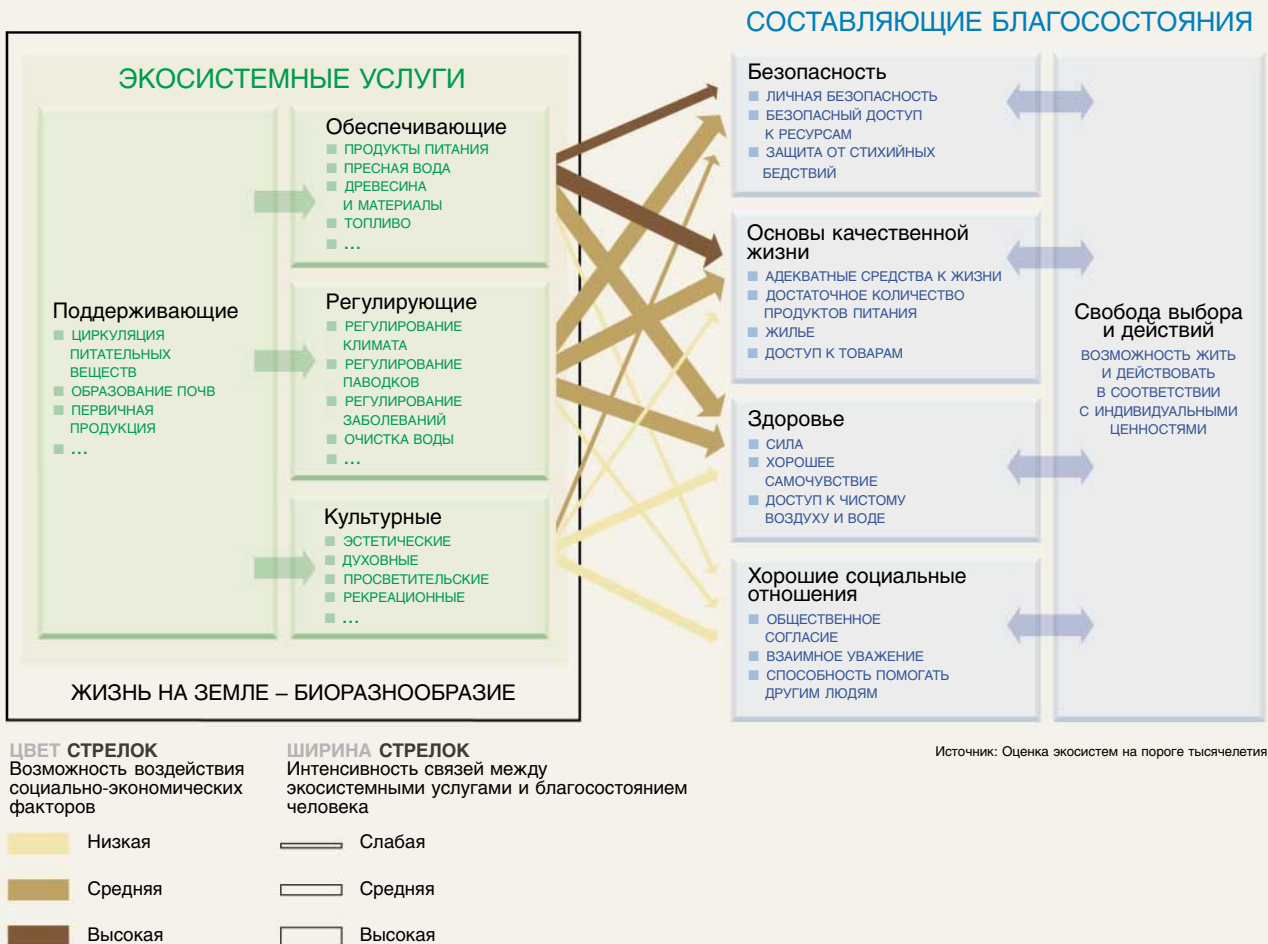 СОСТАВЛЯЮЩИЕ БЛАГОСОСТОЯНИЯ
ЭКОСИСТЕМНЫЕ УСЛУГИ
Поддерживающие
ЦИРКУЛЯЦИЯ
ПИТАТЕЛЬНЫХ
ВЕЩЕСТВ
ОБРАЗОВАНИЕ ПОЧВ
ПЕРВИЧНАЯ
ПРОДУКЦИЯ
...
Обеспечивающие
ПРОДУКТЫ ПИТАНИЯ
ПРЕСНАЯ ВОДА
ДРЕВЕСИНА
И МАТЕРИАЛЫ
ТОПЛИВО
...
Регулирующие
РЕГУЛИРОВАНИЕ
КЛИМАТА
РЕГУЛИРОВАНИЕ
ПАВОДКОВ
РЕГУЛИРОВАНИЕ
ЗАБОЛЕВАНИЙ
ОЧИСТКА ВОДЫ
...
Культурные
ЭСТЕТИЧЕСКИЕ
ДУХОВНЫЕ
ПРОСВЕТИТЕЛЬСКИЕ
РЕКРЕАЦИОННЫЕ
...
ЖИЗНЬ НА ЗЕМЛЕ – БИОРАЗНООБРАЗИЕ
Безопасность
ЛИЧНАЯ БЕЗОПАСНОСТЬ
БЕЗОПАСНЫЙ ДОСТУП
К РЕСУРСАМ
ЗАЩИТА ОТ СТИХИЙНЫХ
БЕДСТВИЙ
Основы качественной
жизни
АДЕКВАТНЫЕ СРЕДСТВА К ЖИЗНИ
ДОСТАТОЧНОЕ КОЛИЧЕСТВО
ПРОДУКТОВ ПИТАНИЯ
ЖИЛЬЕ
ДОСТУП К ТОВАРАМ
Здоровье
СИЛА
ХОРОШЕЕ
САМОЧУВСТВИЕ
ДОСТУП К ЧИСТОМУ
ВОЗДУХУ И ВОДЕ
Хорошие социальные
отношения
ОБЩЕСТВЕННОЕ
СОГЛАСИЕ
ВЗАИМНОЕ УВАЖЕНИЕ
СПОСОБНОСТЬ ПОМОГАТЬ
ДРУГИМ ЛЮДЯМ
Свобода выбора
и действий
ВОЗМОЖНОСТЬ ЖИТЬ
И ДЕЙСТВОВАТЬ
В СООТВЕТСТВИИ
С ИНДИВИДУАЛЬНЫМИ
ЦЕННОСТЯМИ
Источник: Оценка экосистем на пороге тысячелетия
ЦВЕТ СТРЕЛОК
Возможность воздействия
социально-экономических
факторов
Низкая
Средняя
Высокая
ШИРИНА СТРЕЛОК
Интенсивность связей между
экосистемными услугами и благосостоянием
человека
Слабая
Средняя
Высокая